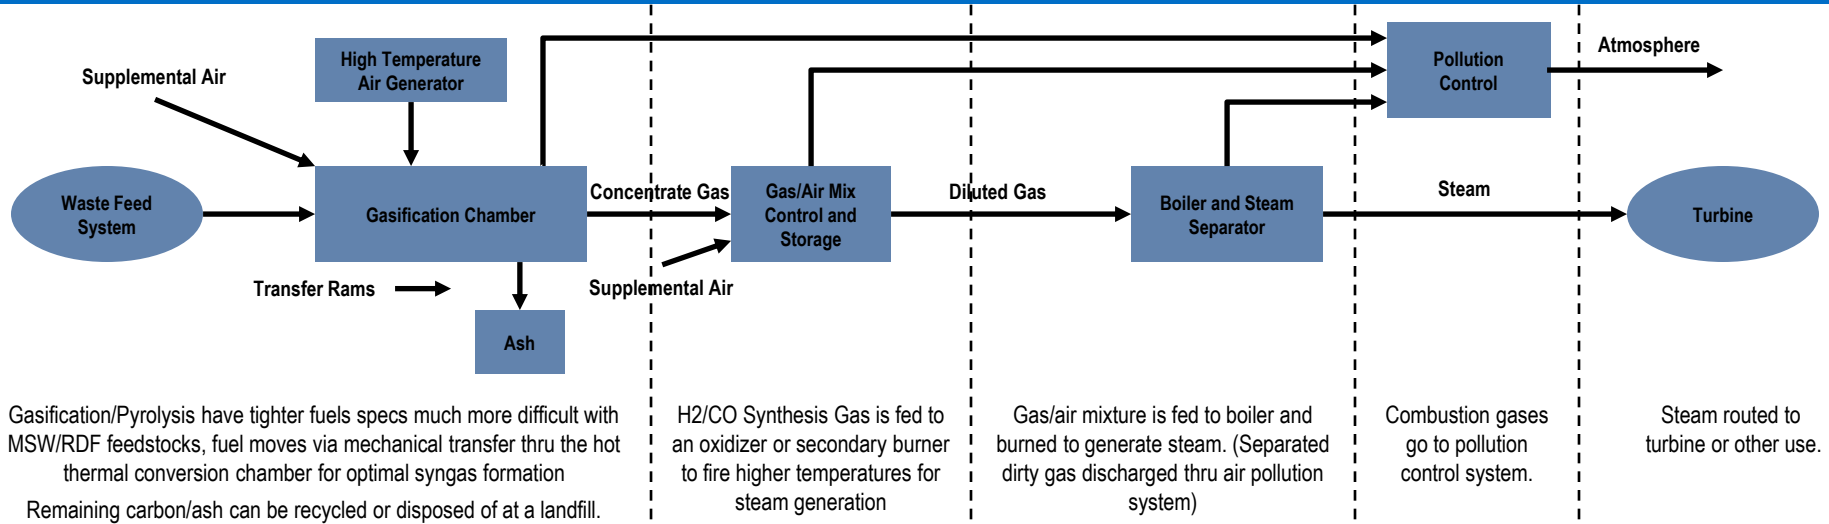 Supplemental Air
High Temperature
Air Generator
Pollution
Control
Atmosphere
Waste Feed
System
Gasification Chamber
Concentrate Gas
Gas/Air Mix
Control and
Storage
Diluted Gas
Boiler and Steam
Separator
Steam
Turbine
Transfer Rams
Supplemental Air
Ash
Gasification/Pyrolysis have tighter fuels specs much more difficult with
MSW/RDF feedstocks, fuel moves via mechanical transfer thru the hot
thermal conversion chamber for optimal syngas formation
Remaining carbon/ash can be recycled or disposed of at a landfill.
H2/CO Synthesis Gas is fed to
an oxidizer or secondary burner
to fire higher temperatures for
steam generation
Gas/air mixture is fed to boiler and
burned to generate steam. (Separated
dirty gas discharged thru air pollution
system)
Combustion gases
go to pollution
control system.
Steam routed to
turbine or other use.